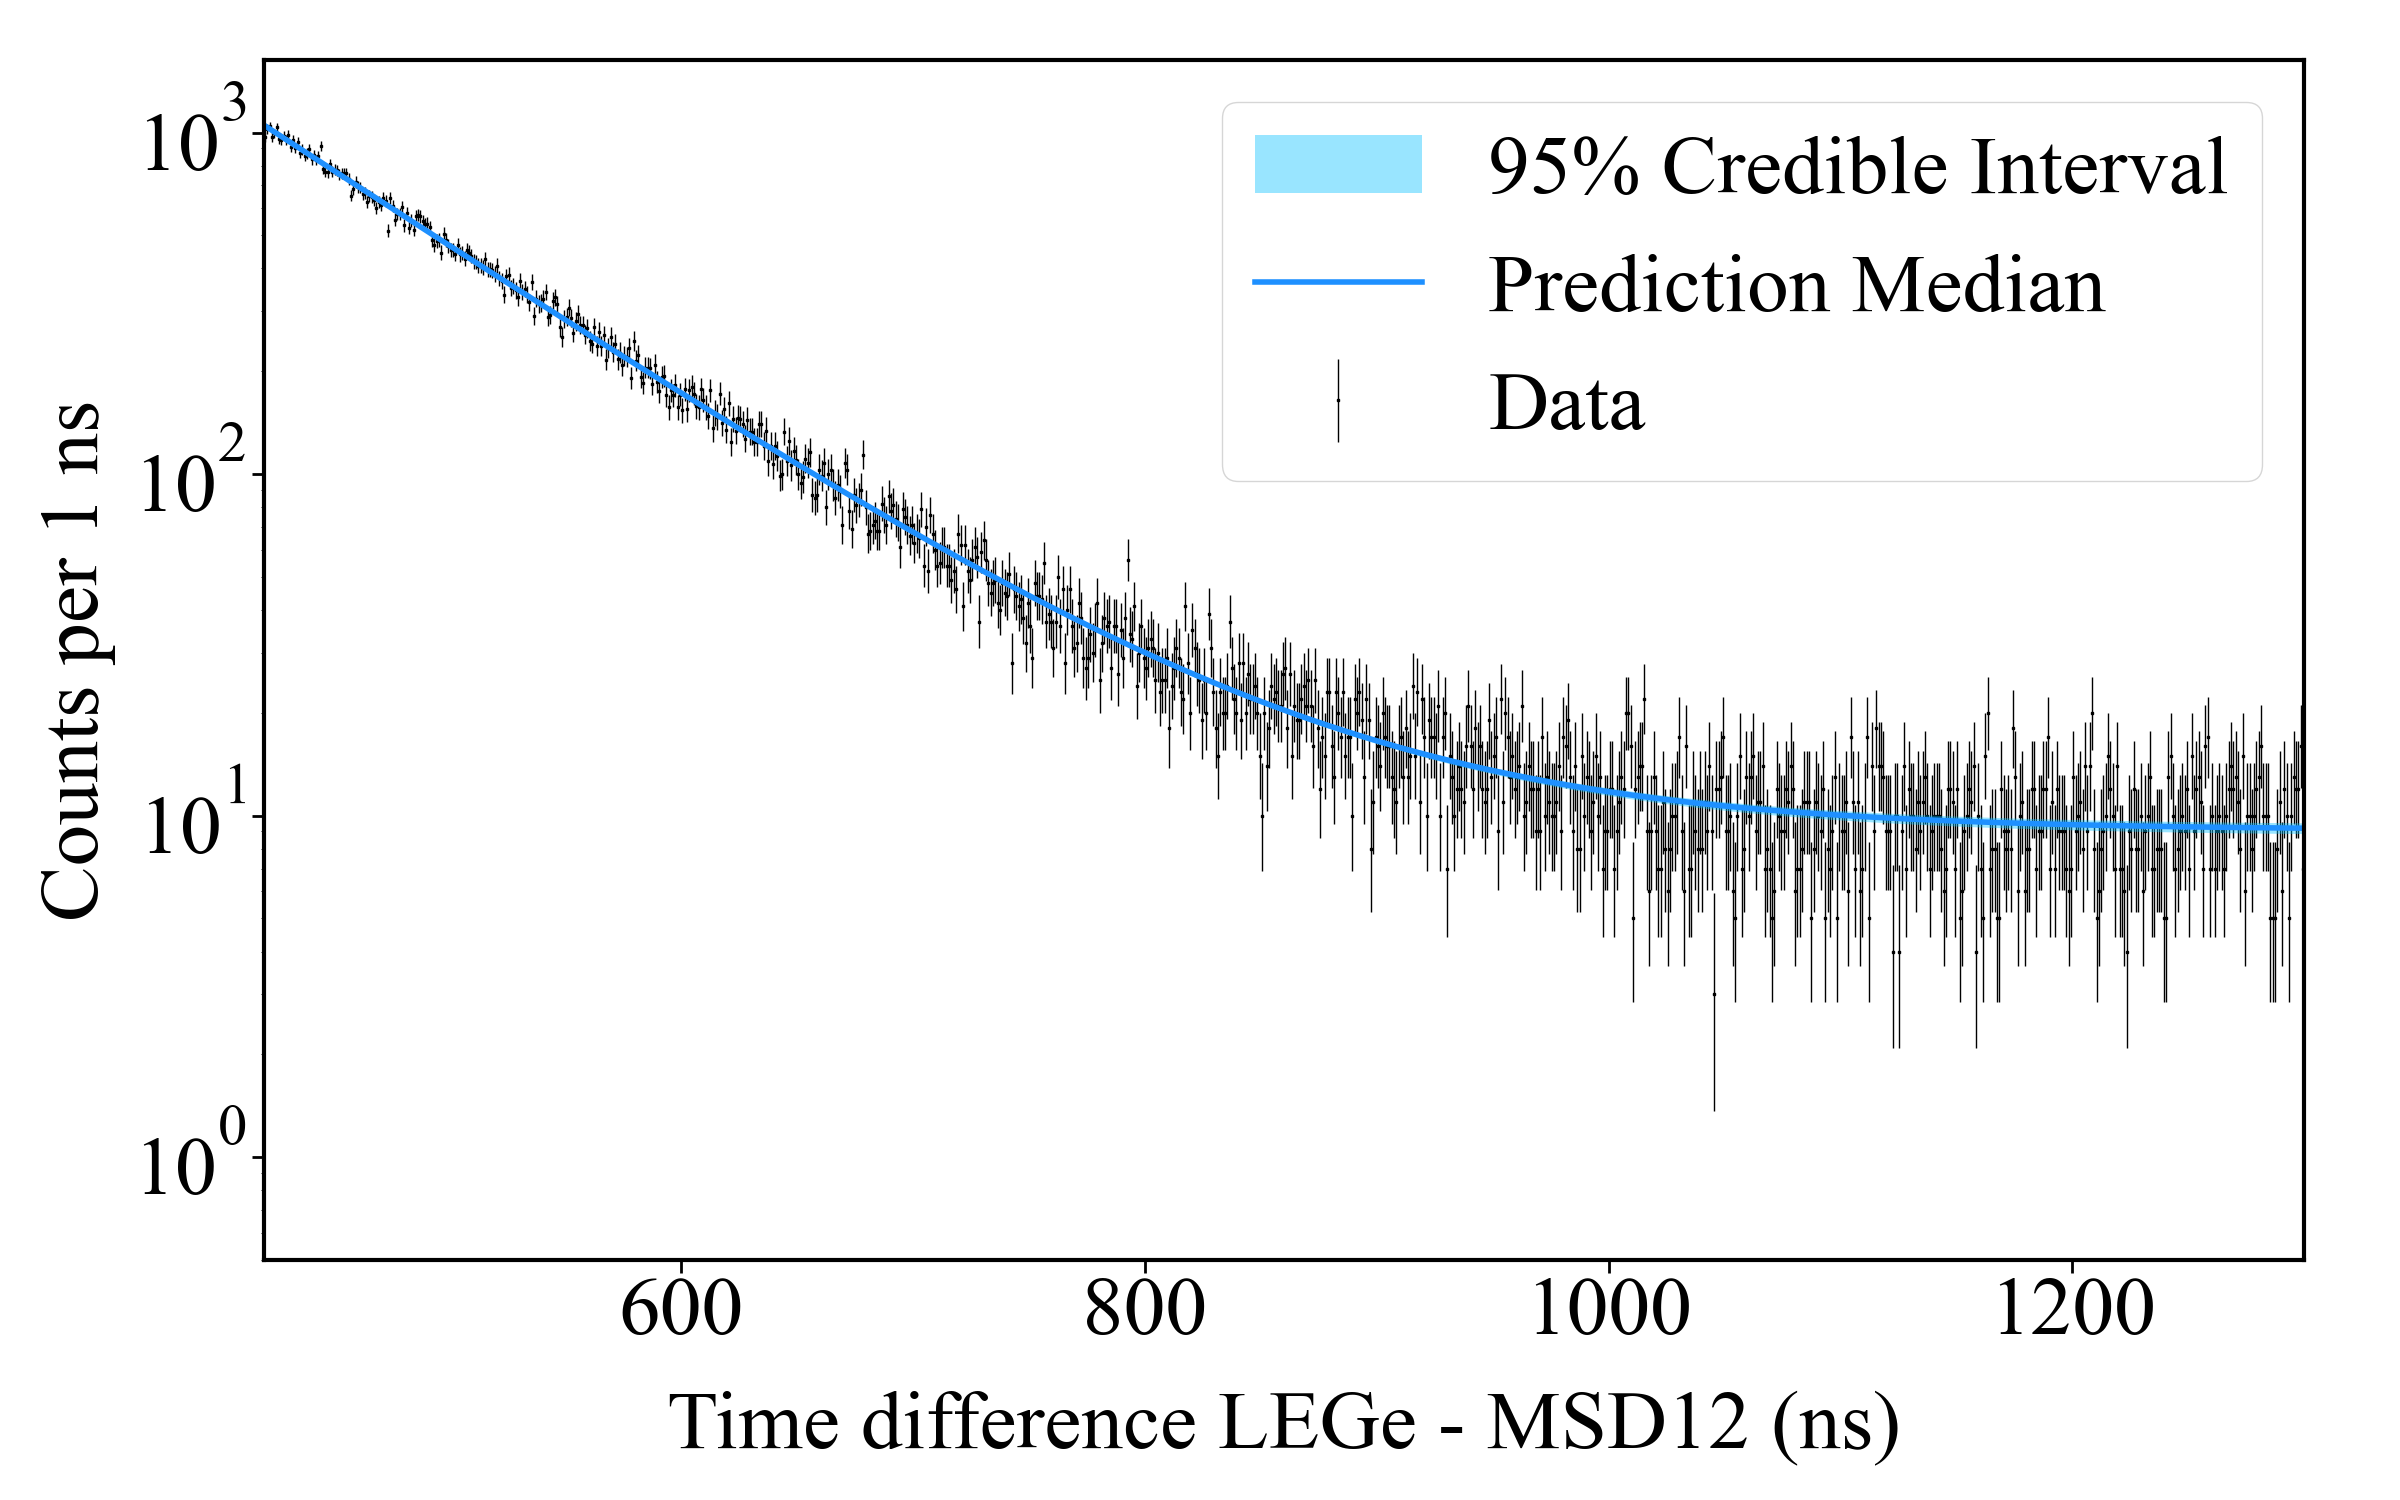 95% Credible Interval
Prediction Median
Data
Counts per 1 ns
10^3
10^2
10^1
10^0
600 800 1000 1200
Time difference LEGe - MSD12 (ns)